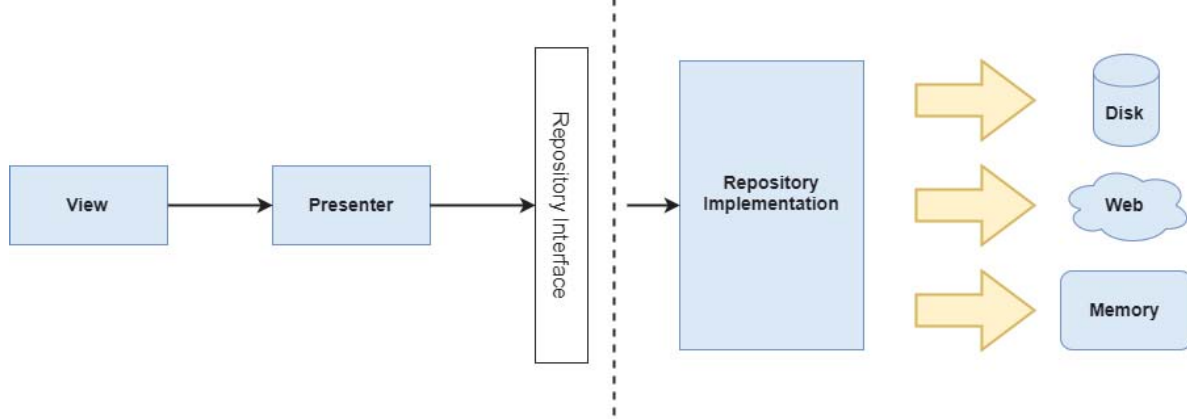 View
Presenter
Repository Interface
Repository
Implementation
Disk
Web
Memory